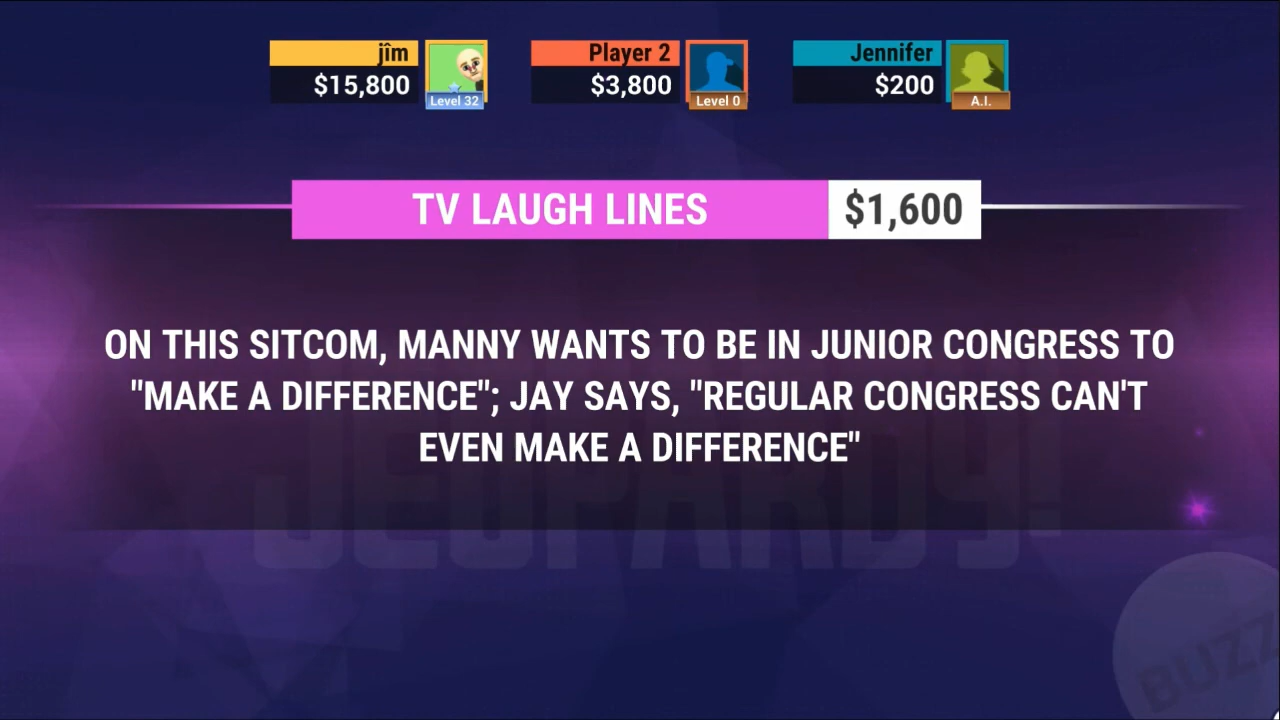 jîm Player 2 Jennifer
$15,800 $3,800 $200
Level 32 Level 0 A.I.
TV LAUGH LINES $1,600
ON THIS SITCOM, MANNY WANTS TO BE IN JUNIOR CONGRESS TO
"MAKE A DIFFERENCE"; JAY SAYS, "REGULAR CONGRESS CAN'T
EVEN MAKE A DIFFERENCE"
JEOPARDY!
BUZZ